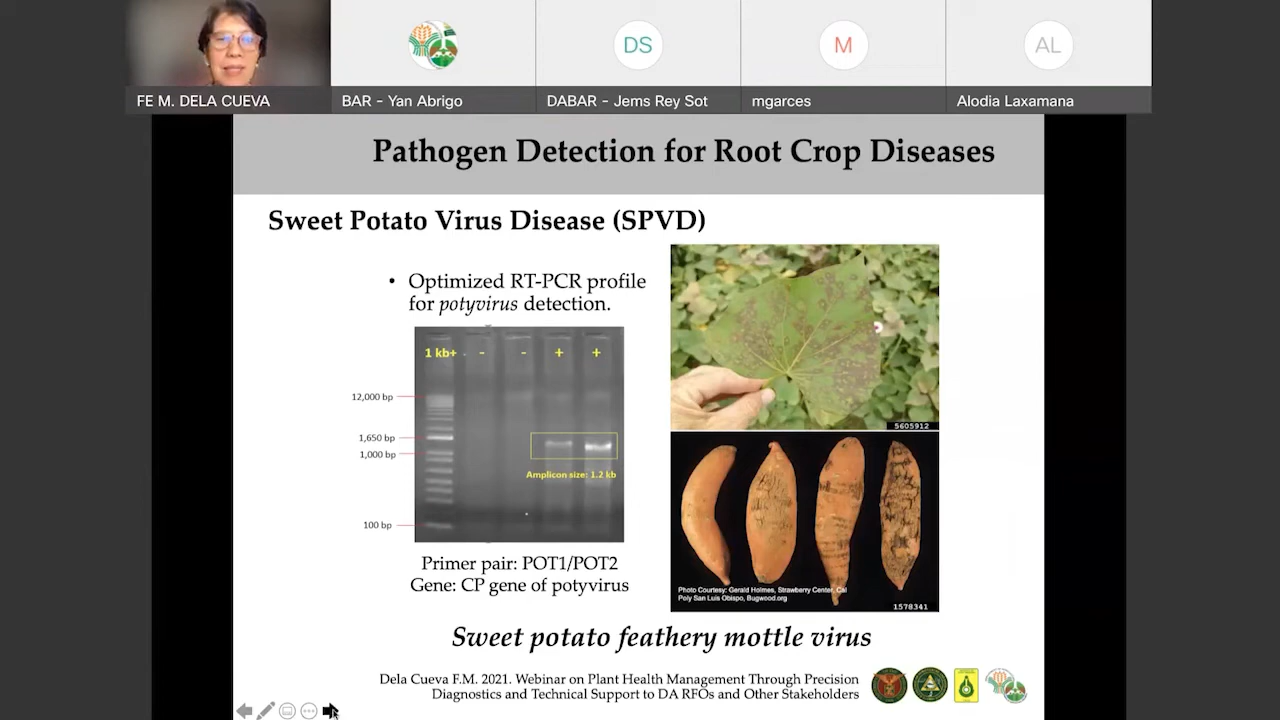 DS
M
AL
FE M. DELA CUEVA
BAR - Yan Abrigo
DABAR - Jems Rey Sot
mgarces
Alodia Laxamana
Pathogen Detection for Root Crop Diseases
Sweet Potato Virus Disease (SPVD)
• Optimized RT-PCR profile
for potyvirus detection.
1 kb+ - - + +
12,000 bp
1,650 bp
1,000 bp
Amplicon size: 1.2 kb
100 bp
Primer pair: POT1/POT2
Gene: CP gene of potyvirus
5605912
Photo Courtesy: Gerald Holmes, Strawberry Center, Cal
Poly San Luis Obispo, Bugwood.org
1578341
Sweet potato feathery mottle virus
Dela Cueva F.M. 2021. Webinar on Plant Health Management Through Precision
Diagnostics and Technical Support to DA RFOs and Other Stakeholders